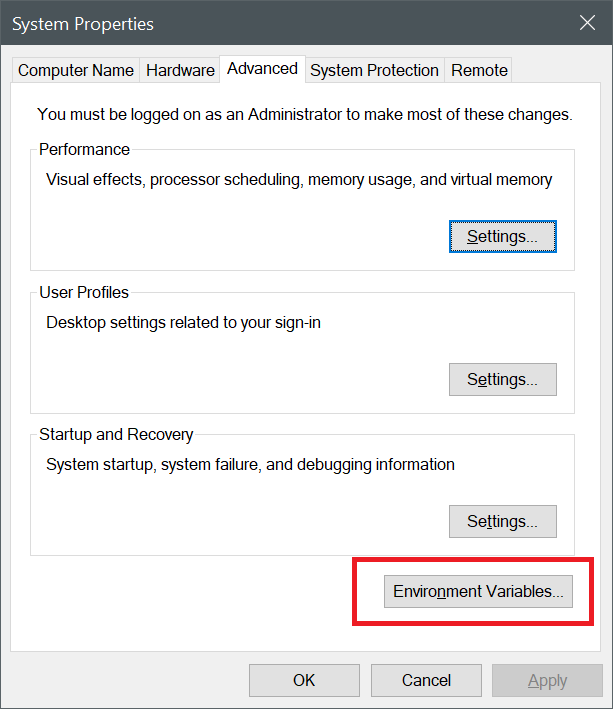 System Properties
Computer Name Hardware Advanced System Protection Remote
You must be logged on as an Administrator to make most of these changes.
Performance
Visual effects, processor scheduling, memory usage, and virtual memory
Settings...
User Profiles
Desktop settings related to your sign-in
Settings...
Startup and Recovery
System startup, system failure, and debugging information
Settings...
Environment Variables...
OK Cancel Apply